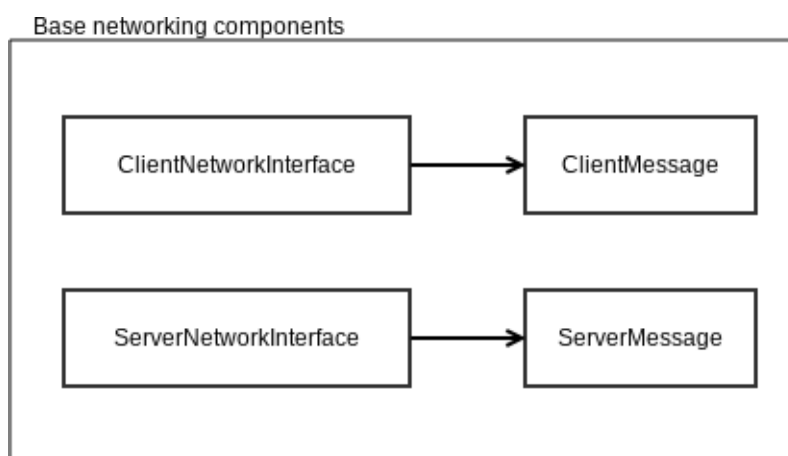 Base networking components
ClientNetworkInterface
ClientMessage
ServerNetworkInterface
ServerMessage